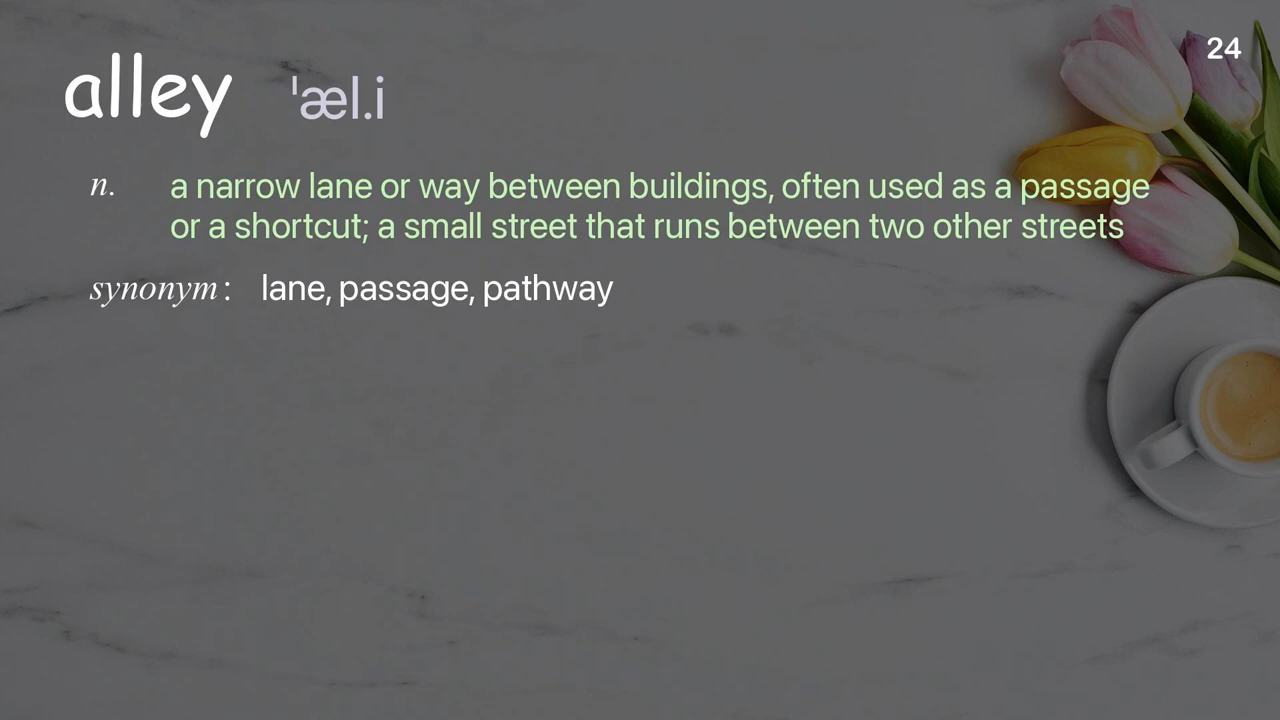 24
alley ˈæl.i
n. a narrow lane or way between buildings, often used as a passage
or a shortcut; a small street that runs between two other streets
synonym: lane, passage, pathway